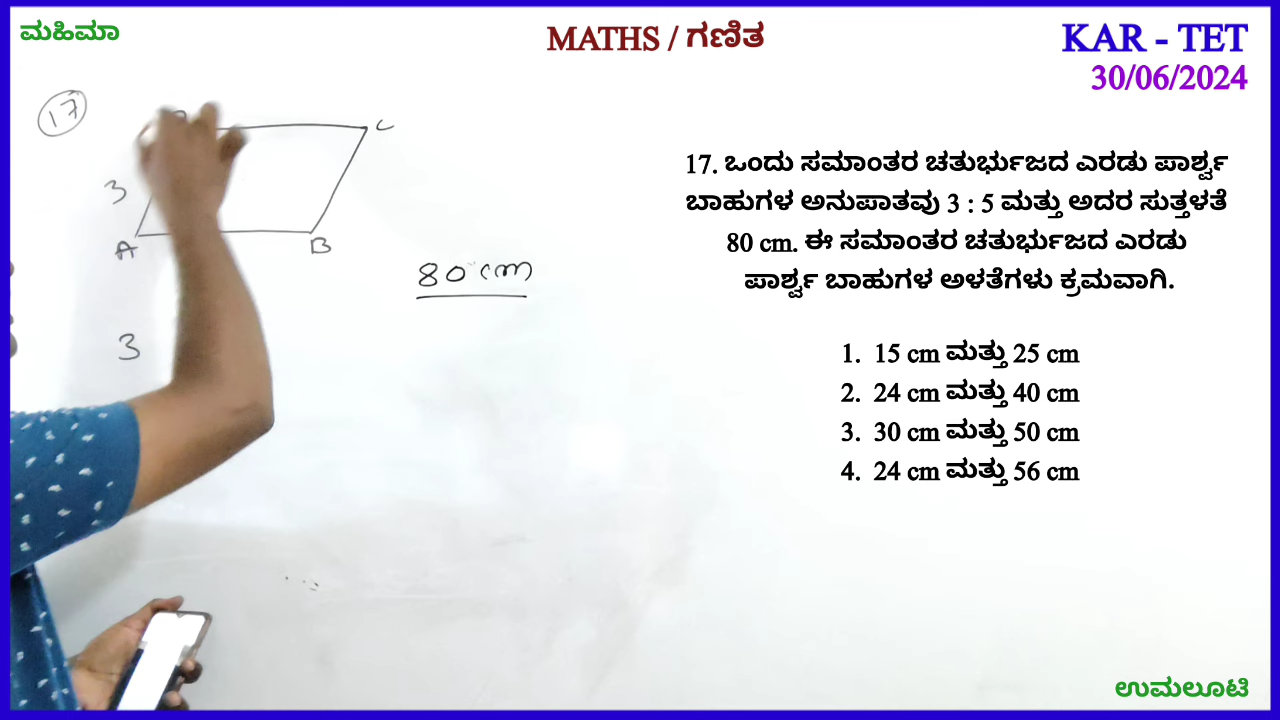 ಮಹಿಮಾ
MATHS / ಗಣಿತ
KAR - TET
30/06/2024
17
C
3
A
B
80 cm
3
17. ಒಂದು ಸಮಾಂತರ ಚತುರ್ಭುಜದ ಎರಡು ಪಾರ್ಶ್ವ
ಬಾಹುಗಳ ಅನುಪಾತವು 3 : 5 ಮತ್ತು ಅದರ ಸುತ್ತಳತೆ
80 cm. ಈ ಸಮಾಂತರ ಚತುರ್ಭುಜದ ಎರಡು
ಪಾರ್ಶ್ವ ಬಾಹುಗಳ ಅಳತೆಗಳು ಕ್ರಮವಾಗಿ.
1. 15 cm ಮತ್ತು 25 cm
2. 24 cm ಮತ್ತು 40 cm
3. 30 cm ಮತ್ತು 50 cm
4. 24 cm ಮತ್ತು 56 cm
ಉಮಲೂಟಿ